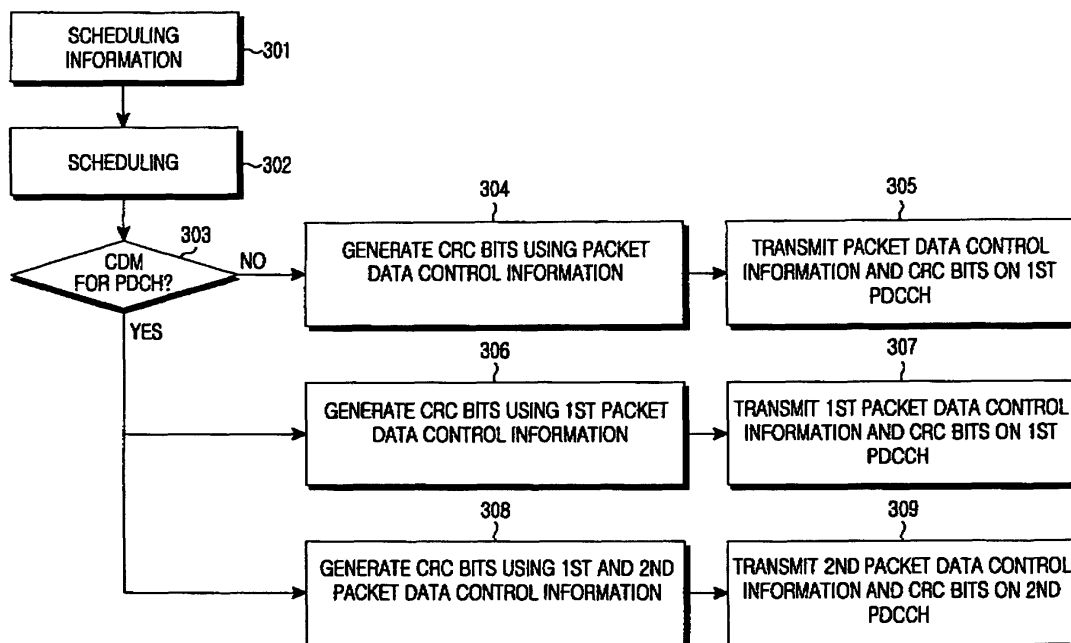 SCHEDULING
INFORMATION
301
SCHEDULING
302
303
CDM
FOR PDCH?
NO
YES
304
GENERATE CRC BITS USING PACKET
DATA CONTROL INFORMATION
305
TRANSMIT PACKET DATA CONTROL
INFORMATION AND CRC BITS ON 1ST
PDCCH
306
GENERATE CRC BITS USING 1ST PACKET
DATA CONTROL INFORMATION
307
TRANSMIT 1ST PACKET DATA CONTROL
INFORMATION AND CRC BITS ON 1ST
PDCCH
308
GENERATE CRC BITS USING 1ST AND 2ND
PACKET DATA CONTROL INFORMATION
309
TRANSMIT 2ND PACKET DATA CONTROL
INFORMATION AND CRC BITS ON 2ND
PDCCH